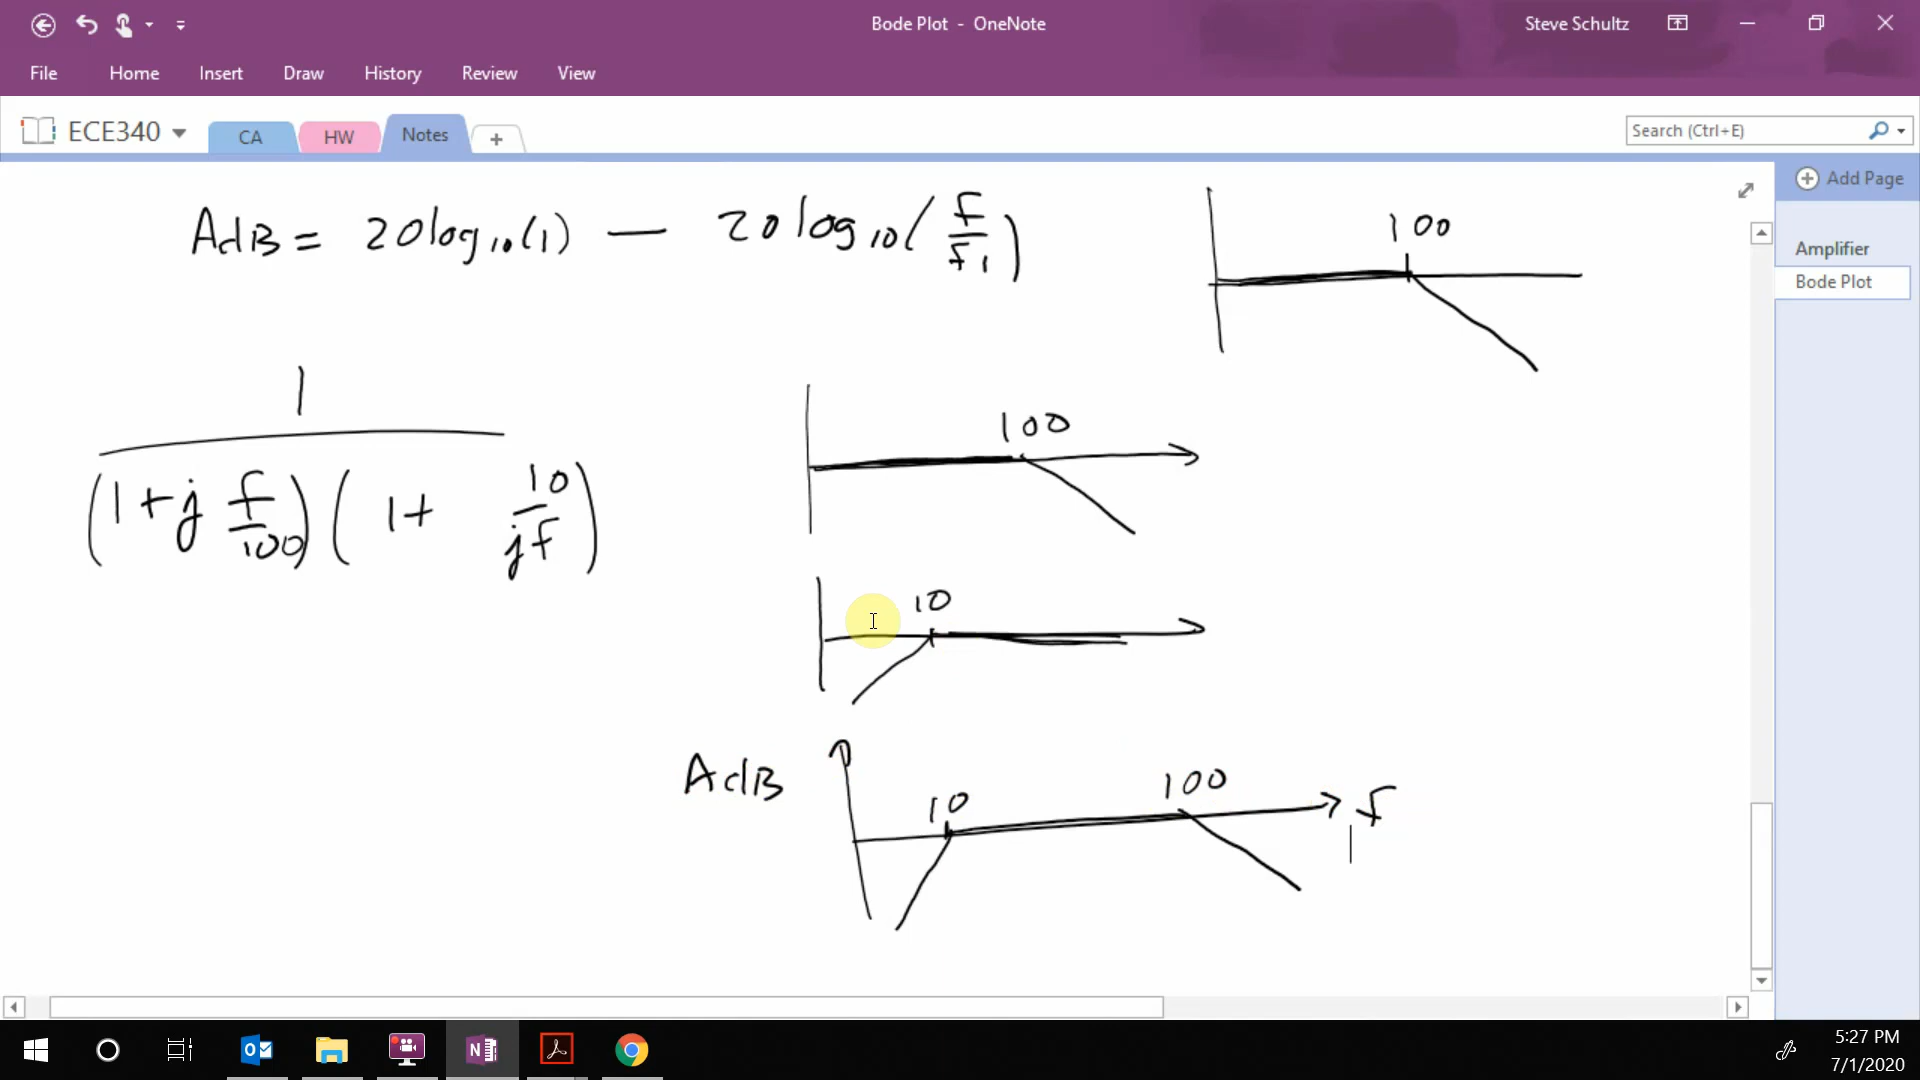 Bode Plot - OneNote
Steve Schultz
File Home Insert Draw History Review View
ECE340
CA
HW
Notes
+
Search (Ctrl+E)
Add Page
Amplifier
Bode Plot
AdB = 20log₁₀(1) — 20log₁₀(f/f₁)
100
1
(1+j f/100)(1+ 10/jf)
100
10
AdB
10
100
f
5:27 PM
7/1/2020